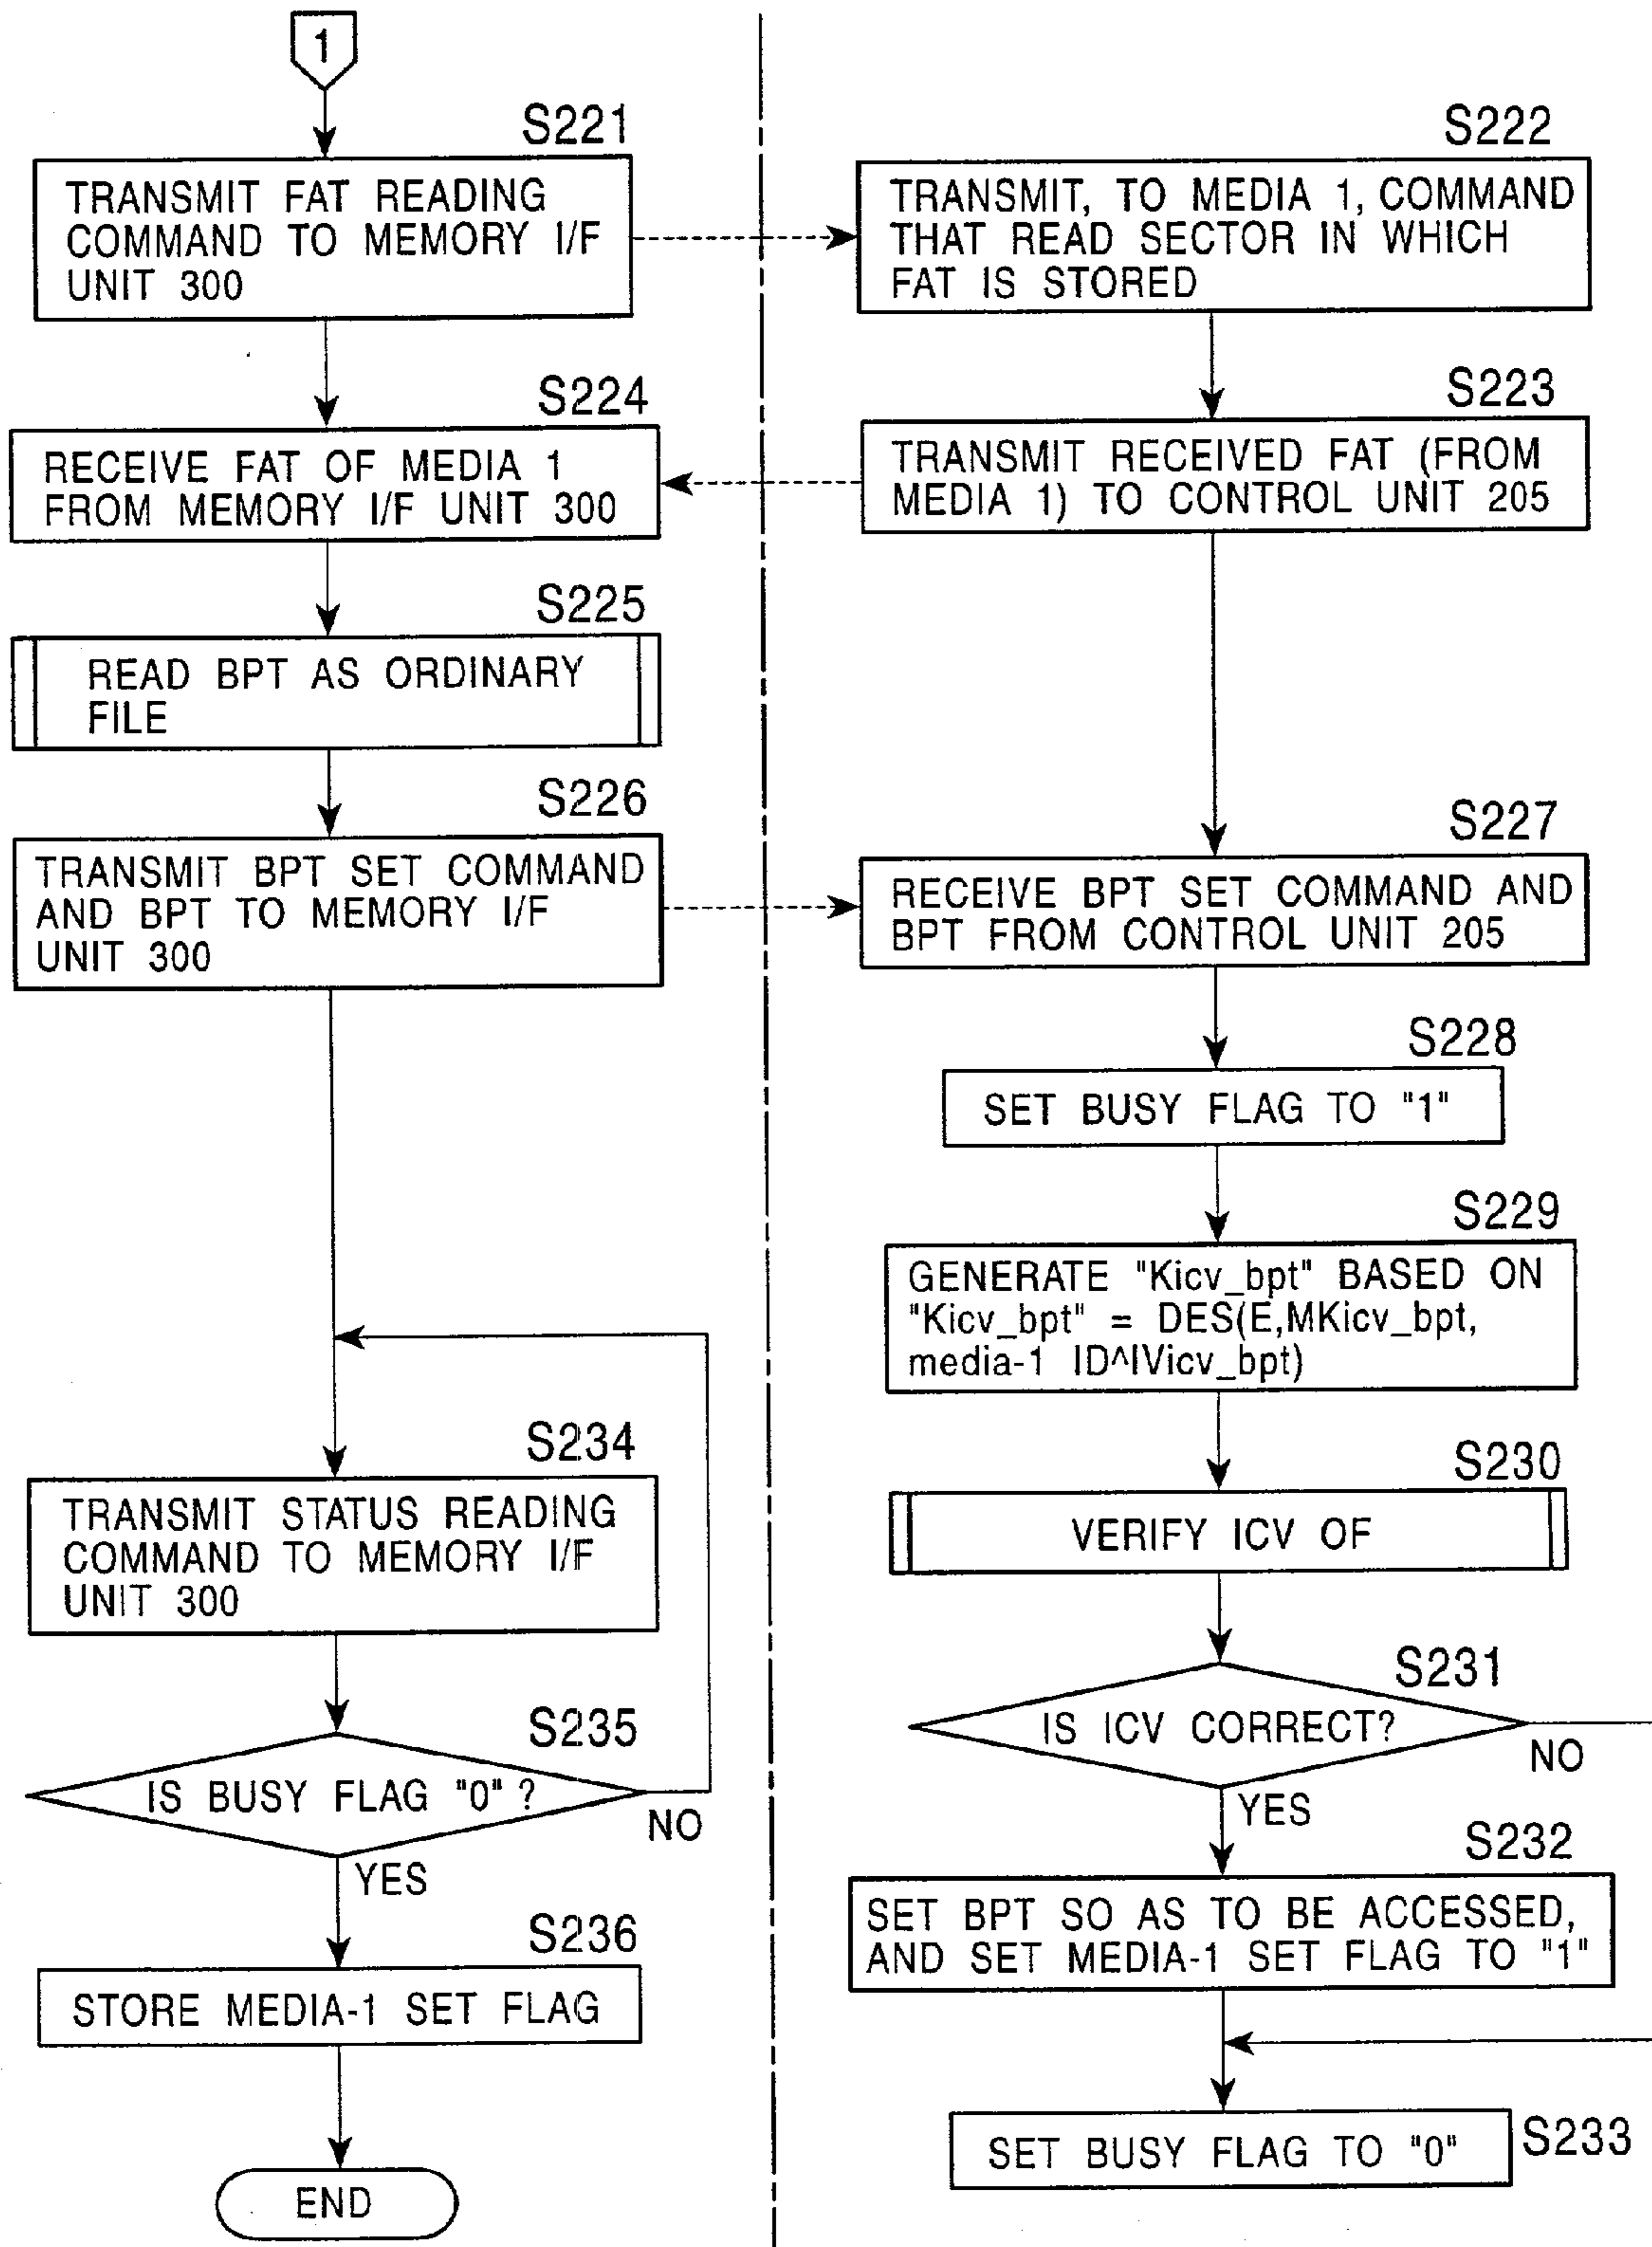 1
S221
TRANSMIT FAT READING
COMMAND TO MEMORY I/F
UNIT 300
S222
TRANSMIT, TO MEDIA 1, COMMAND
THAT READ SECTOR IN WHICH
FAT IS STORED
S224
RECEIVE FAT OF MEDIA 1
FROM MEMORY I/F UNIT 300
S223
TRANSMIT RECEIVED FAT (FROM
MEDIA 1) TO CONTROL UNIT 205
S225
READ BPT AS ORDINARY
FILE
S226
TRANSMIT BPT SET COMMAND
AND BPT TO MEMORY I/F
UNIT 300
S227
RECEIVE BPT SET COMMAND AND
BPT FROM CONTROL UNIT 205
S228
SET BUSY FLAG TO "1"
S229
GENERATE "Kicv_bpt" BASED ON
"Kicv_bpt" = DES(E,MKicv_bpt,
media-1 ID^IVicv_bpt)
S230
VERIFY ICV OF
S231
IS ICV CORRECT?
NO
YES
S232
SET BPT SO AS TO BE ACCESSED,
AND SET MEDIA-1 SET FLAG TO "1"
S233
SET BUSY FLAG TO "0"
S234
TRANSMIT STATUS READING
COMMAND TO MEMORY I/F
UNIT 300
S235
IS BUSY FLAG "0" ?
NO
YES
S236
STORE MEDIA-1 SET FLAG
END